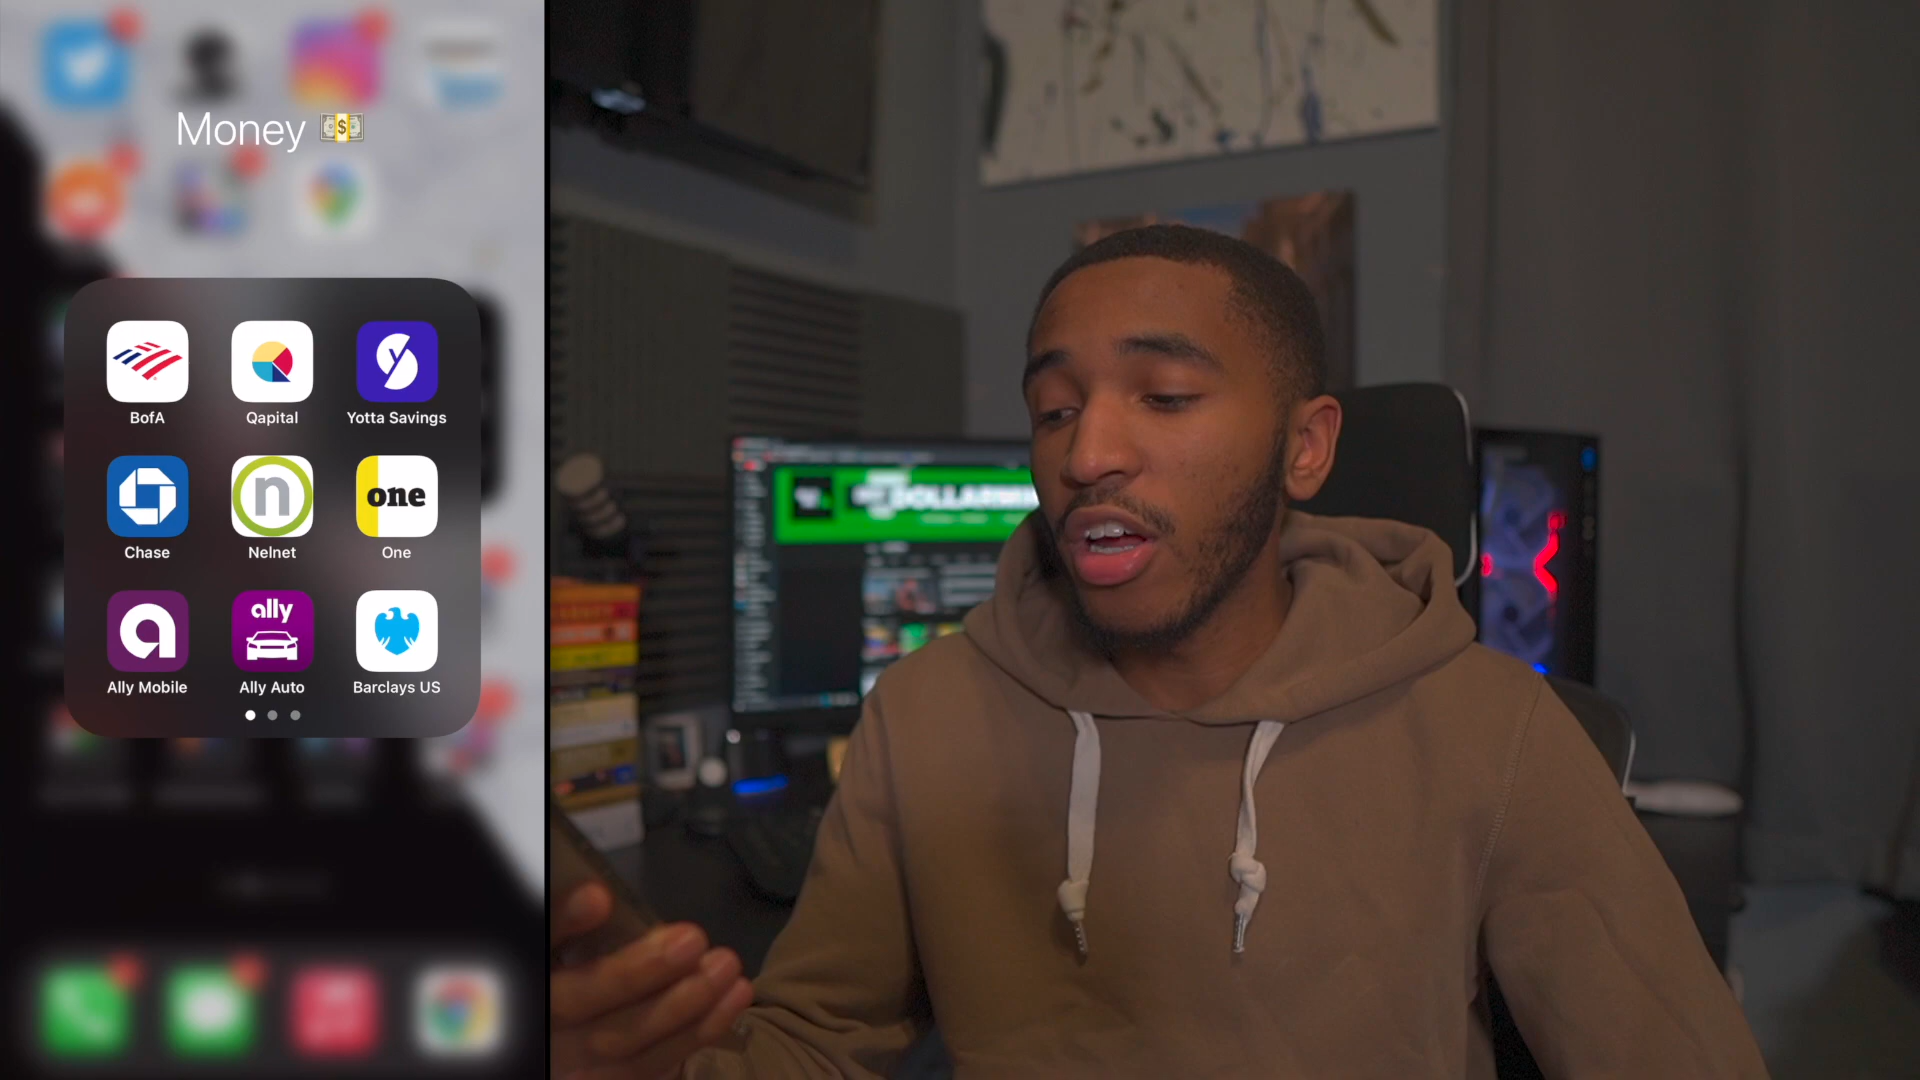 Money 💵
BofA
Qapital
Yotta Savings
Chase
n
Nelnet
one
One
ally
Ally Mobile
Ally Auto
Barclays US